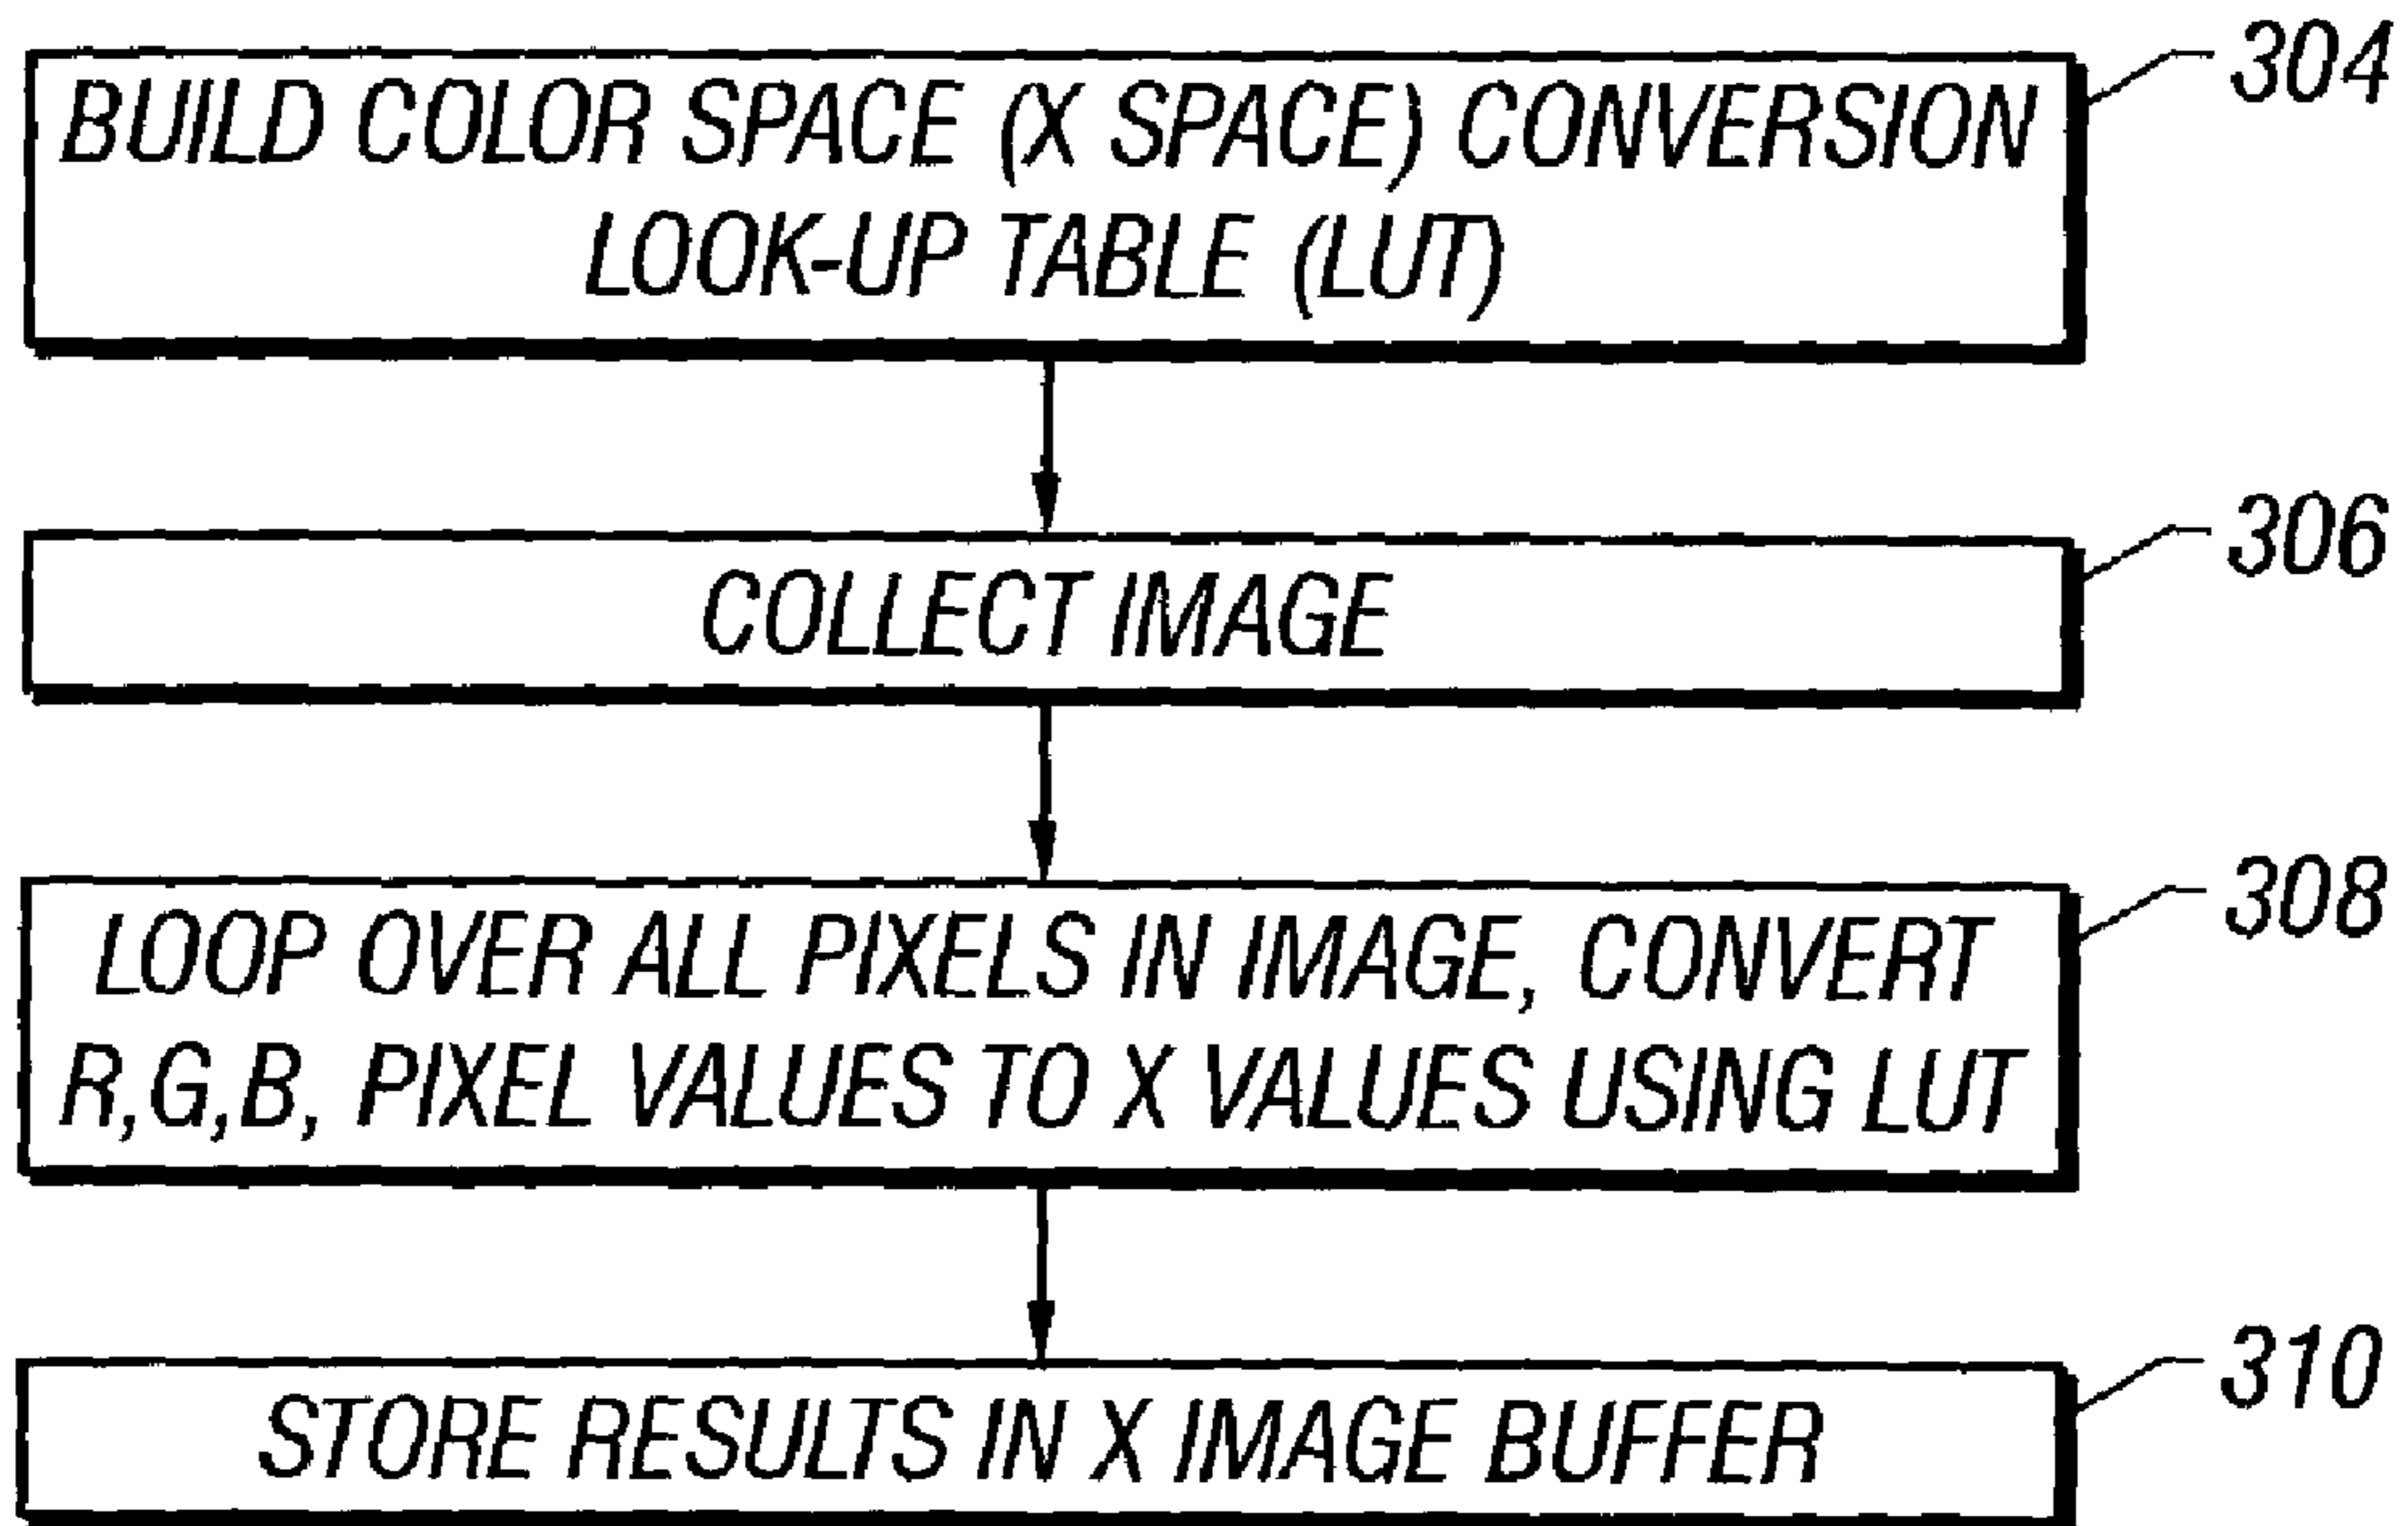 BUILD COLOR SPACE (X SPACE) CONVERSION
LOOK-UP TABLE (LUT)
304
COLLECT IMAGE
306
LOOP OVER ALL PIXELS IN IMAGE, CONVERT
R,G,B, PIXEL VALUES TO X VALUES USING LUT
308
STORE RESULTS IN X IMAGE BUFFER
310